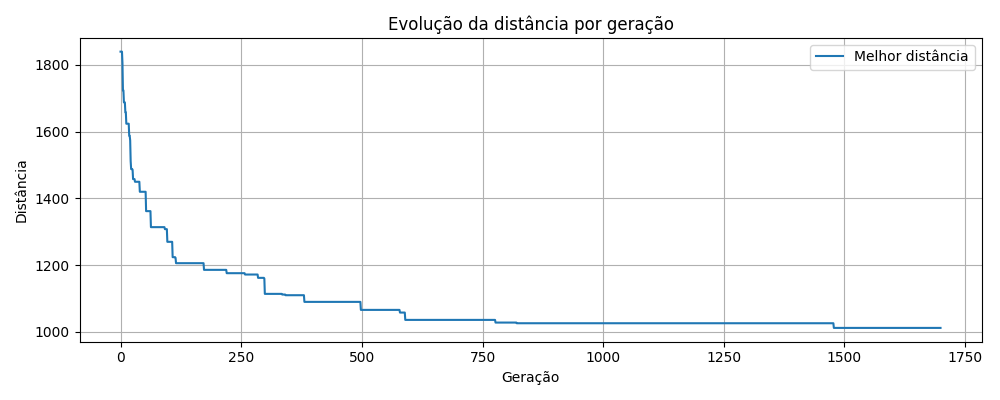 Evolução da distância por geração
Melhor distância
Distância
1800
1600
1400
1200
1000
0 250 500 750 1000 1250 1500 1750
Geração